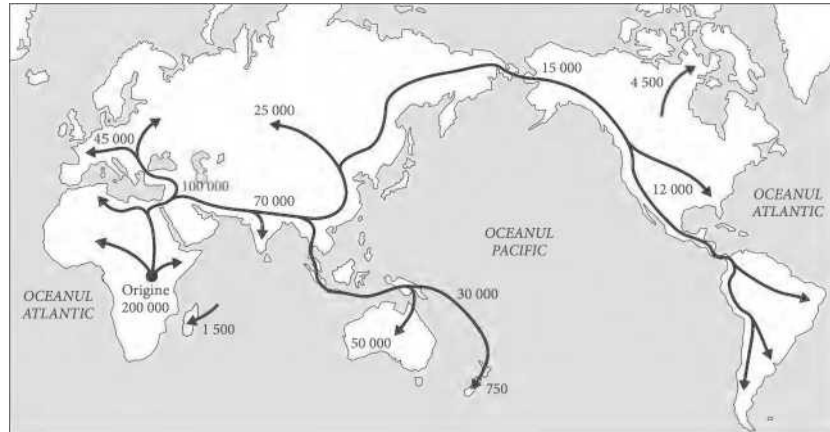 15 000
4 500
25 000
45 000
100 000
70 000
12 000
OCEANUL
ATLANTIC
OCEANUL
PACIFIC
Origine
200 000
OCEANUL
ATLANTIC
30 000
1 500
50 000
750